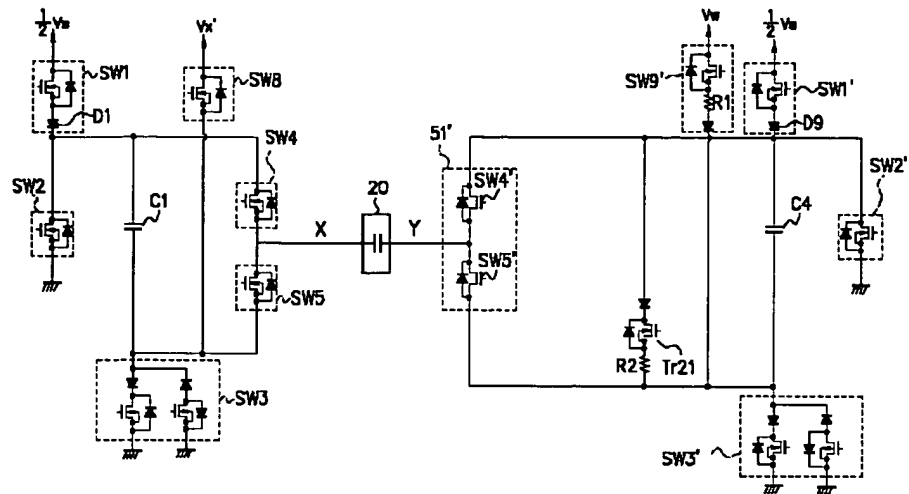 ½ Vs
Vx'
Vw
½ Vs
SW1
SW8
SW9'
R1
SW1'
D1
D9
51'
SW4
SW2'
SW2
C1
20
SW4'
C4
X
Y
SW5'
SW5
R2
Tr21
SW3
SW3'